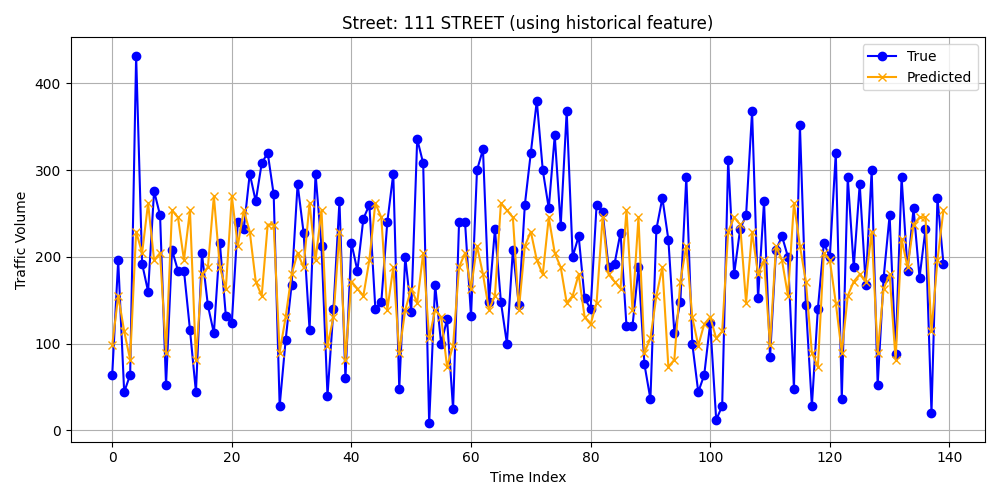 Street: 111 STREET (using historical feature)
True
Predicted
Traffic Volume
400
300
200
100
0
0 20 40 60 80 100 120 140
Time Index